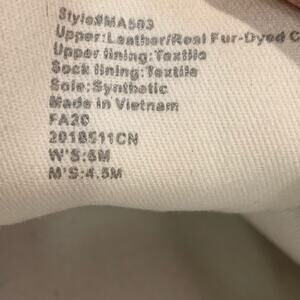 Style#MA503
Upper:Leather/Real Fur-Dyed C
Upper lining:Textile
Sock lining:Textile
Sole:Synthetic
Made in Vietnam
FA20
2018511CN
W'S:6M
M'S:4.5M